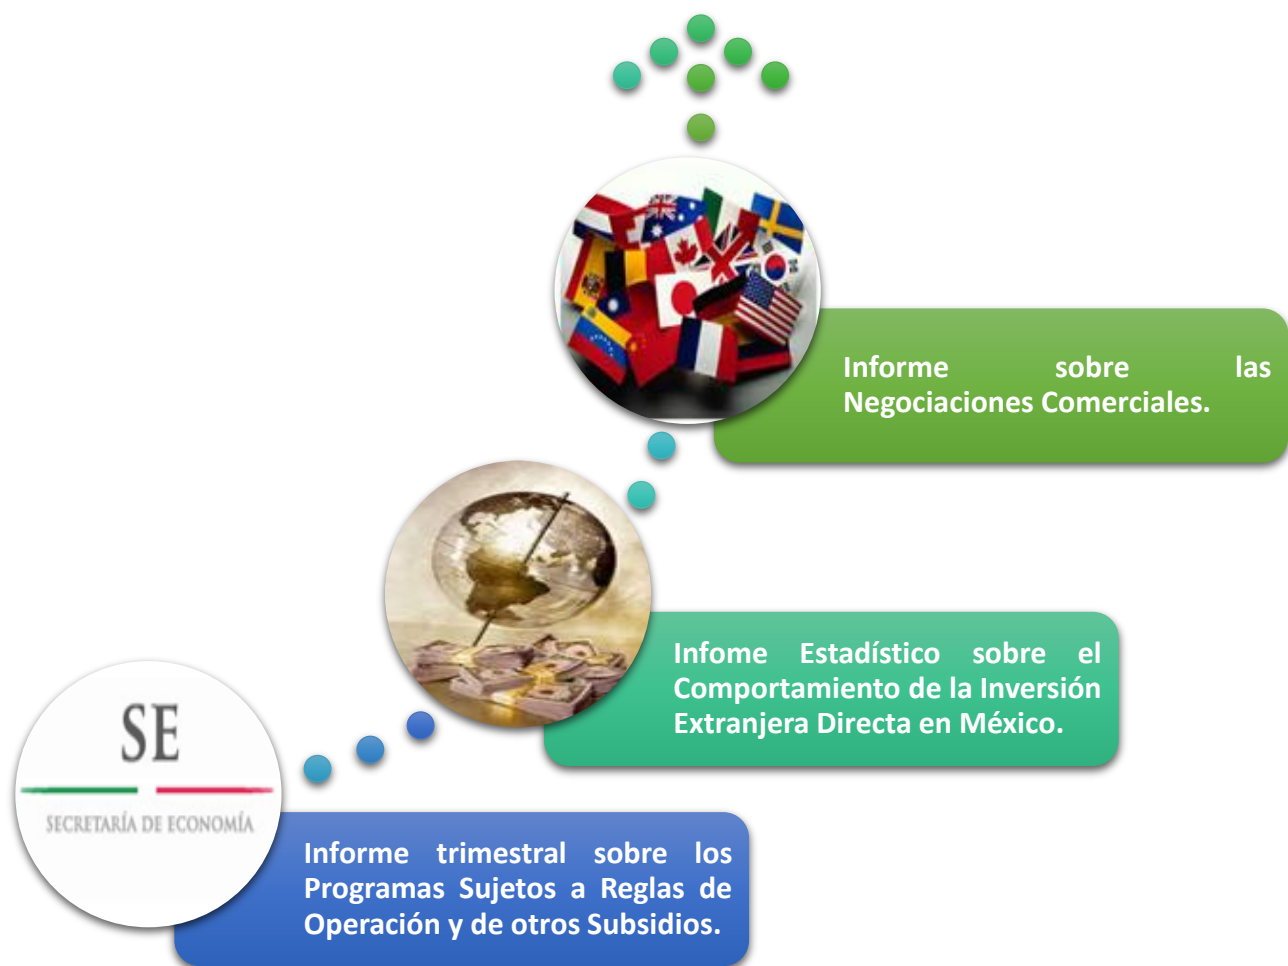 Informe sobre las
Negociaciones Comerciales.
Infome Estadístico sobre el
Comportamiento de la Inversión
Extranjera Directa en México.
SE
SECRETARÍA DE ECONOMÍA
Informe trimestral sobre los
Programas Sujetos a Reglas de
Operación y de otros Subsidios.